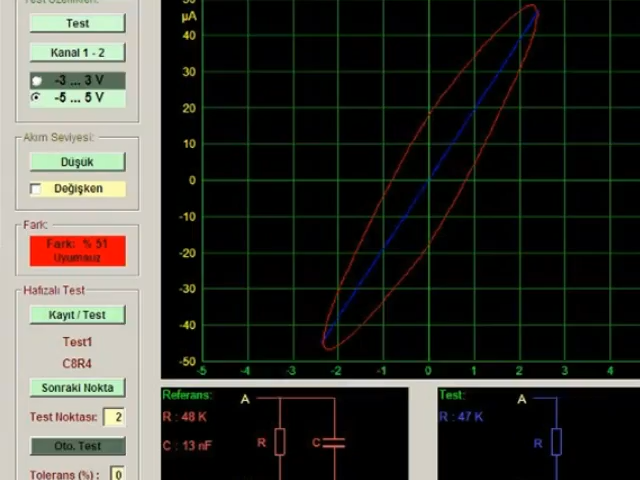 Test Özellikleri:
Test
Kanal 1 - 2
-3 ... 3 V
-5 ... 5 V
Akım Seviyesi:
Düşük
Değişken
Fark:
Fark: % 51
Uyumsuz
Hafızalı Test
Kayıt / Test
Test1
C8R4
Sonraki Nokta
Test Noktası: 2
Oto. Test
Tolerans (%) : 0
50
µA
40
30
20
10
0
-10
-20
-30
-40
-50
-5 -4 -3 -2 -1 0 1 2 3 4
Referans:
A
R : 48 K
R
C
C : 13 nF
Test:
A
R : 47 K
R